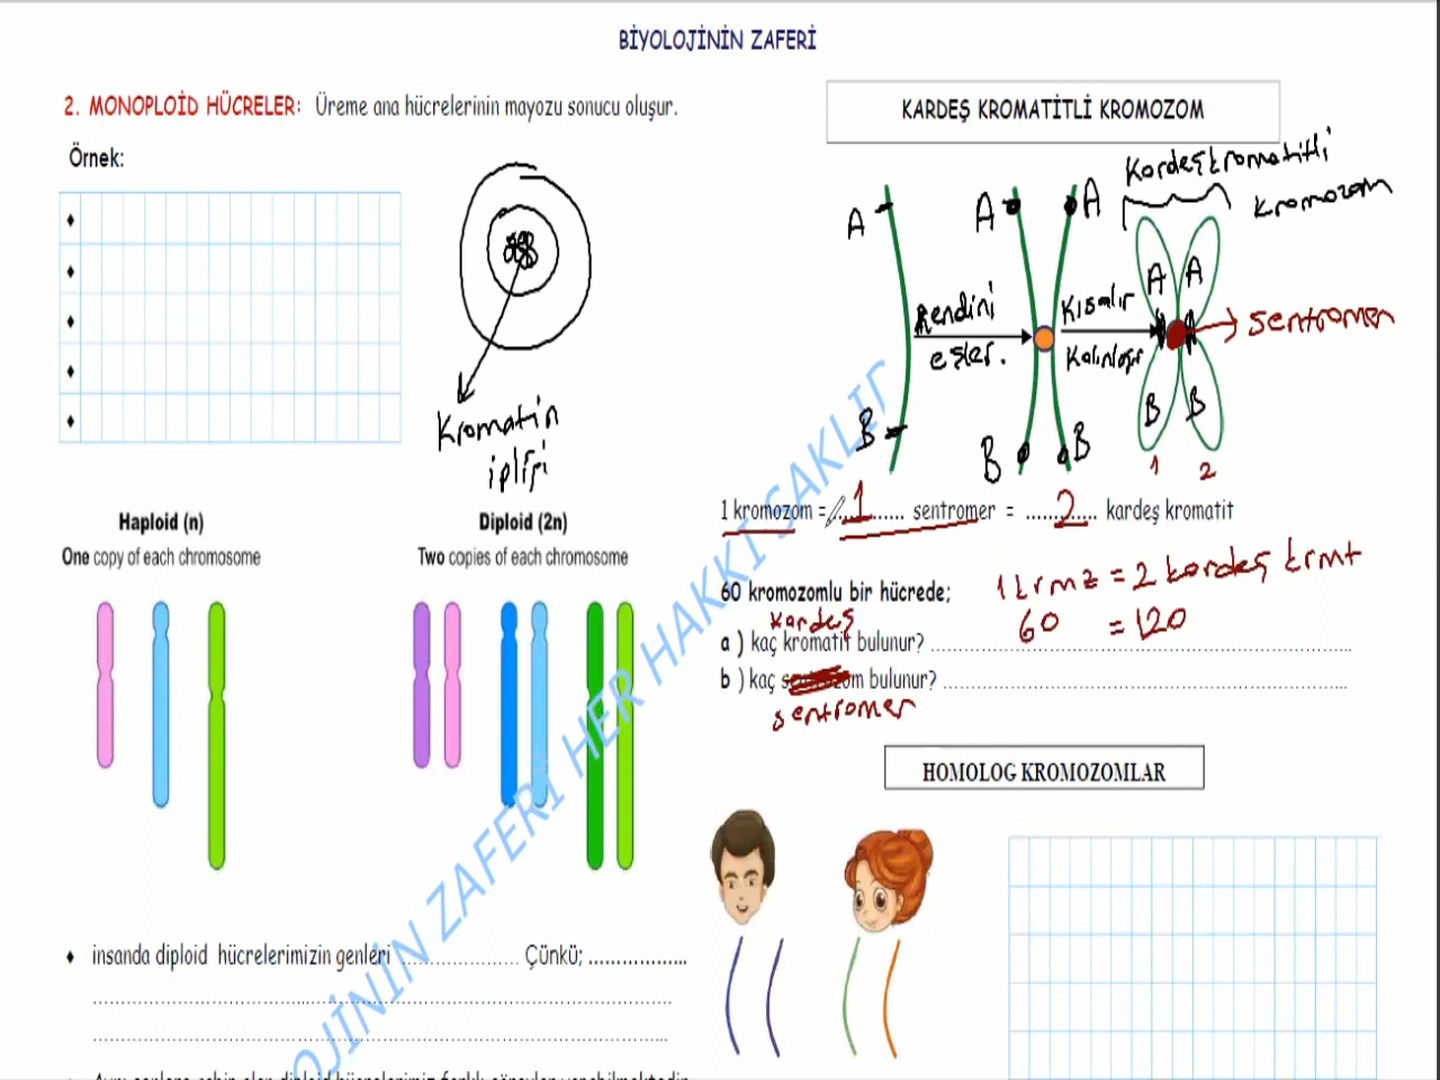 BİYOLOJİNİN ZAFERİ
2. MONOPLOİD HÜCRELER: Üreme ana hücrelerinin mayozu sonucu oluşur.
Örnek:
Kromatin
ipliği
Haploid (n)
One copy of each chromosome
Diploid (2n)
Two copies of each chromosome
insanda diploid hücrelerimizin genleri .................... Çünkü; ..................
KARDEŞ KROMATİTLİ KROMOZOM
Kardeş kromatitli
kromozom
A
B
Kendini
eşler.
A A
B B
Kısalır
Kalınlaşır
A A
B B
1 2
sentromer
1 kromozom = 1 sentromer = 2 kardeş kromatit
60 kromozomlu bir hücrede;
1 krmz = 2 kardeş krmt
60 = 120
kardeş
a ) kaç kromatit bulunur?
b ) kaç bulunur?
sentromer
HOMOLOG KROMOZOMLAR
BİYOLOJİNİN ZAFERİ HER HAKKI SAKLIDIR